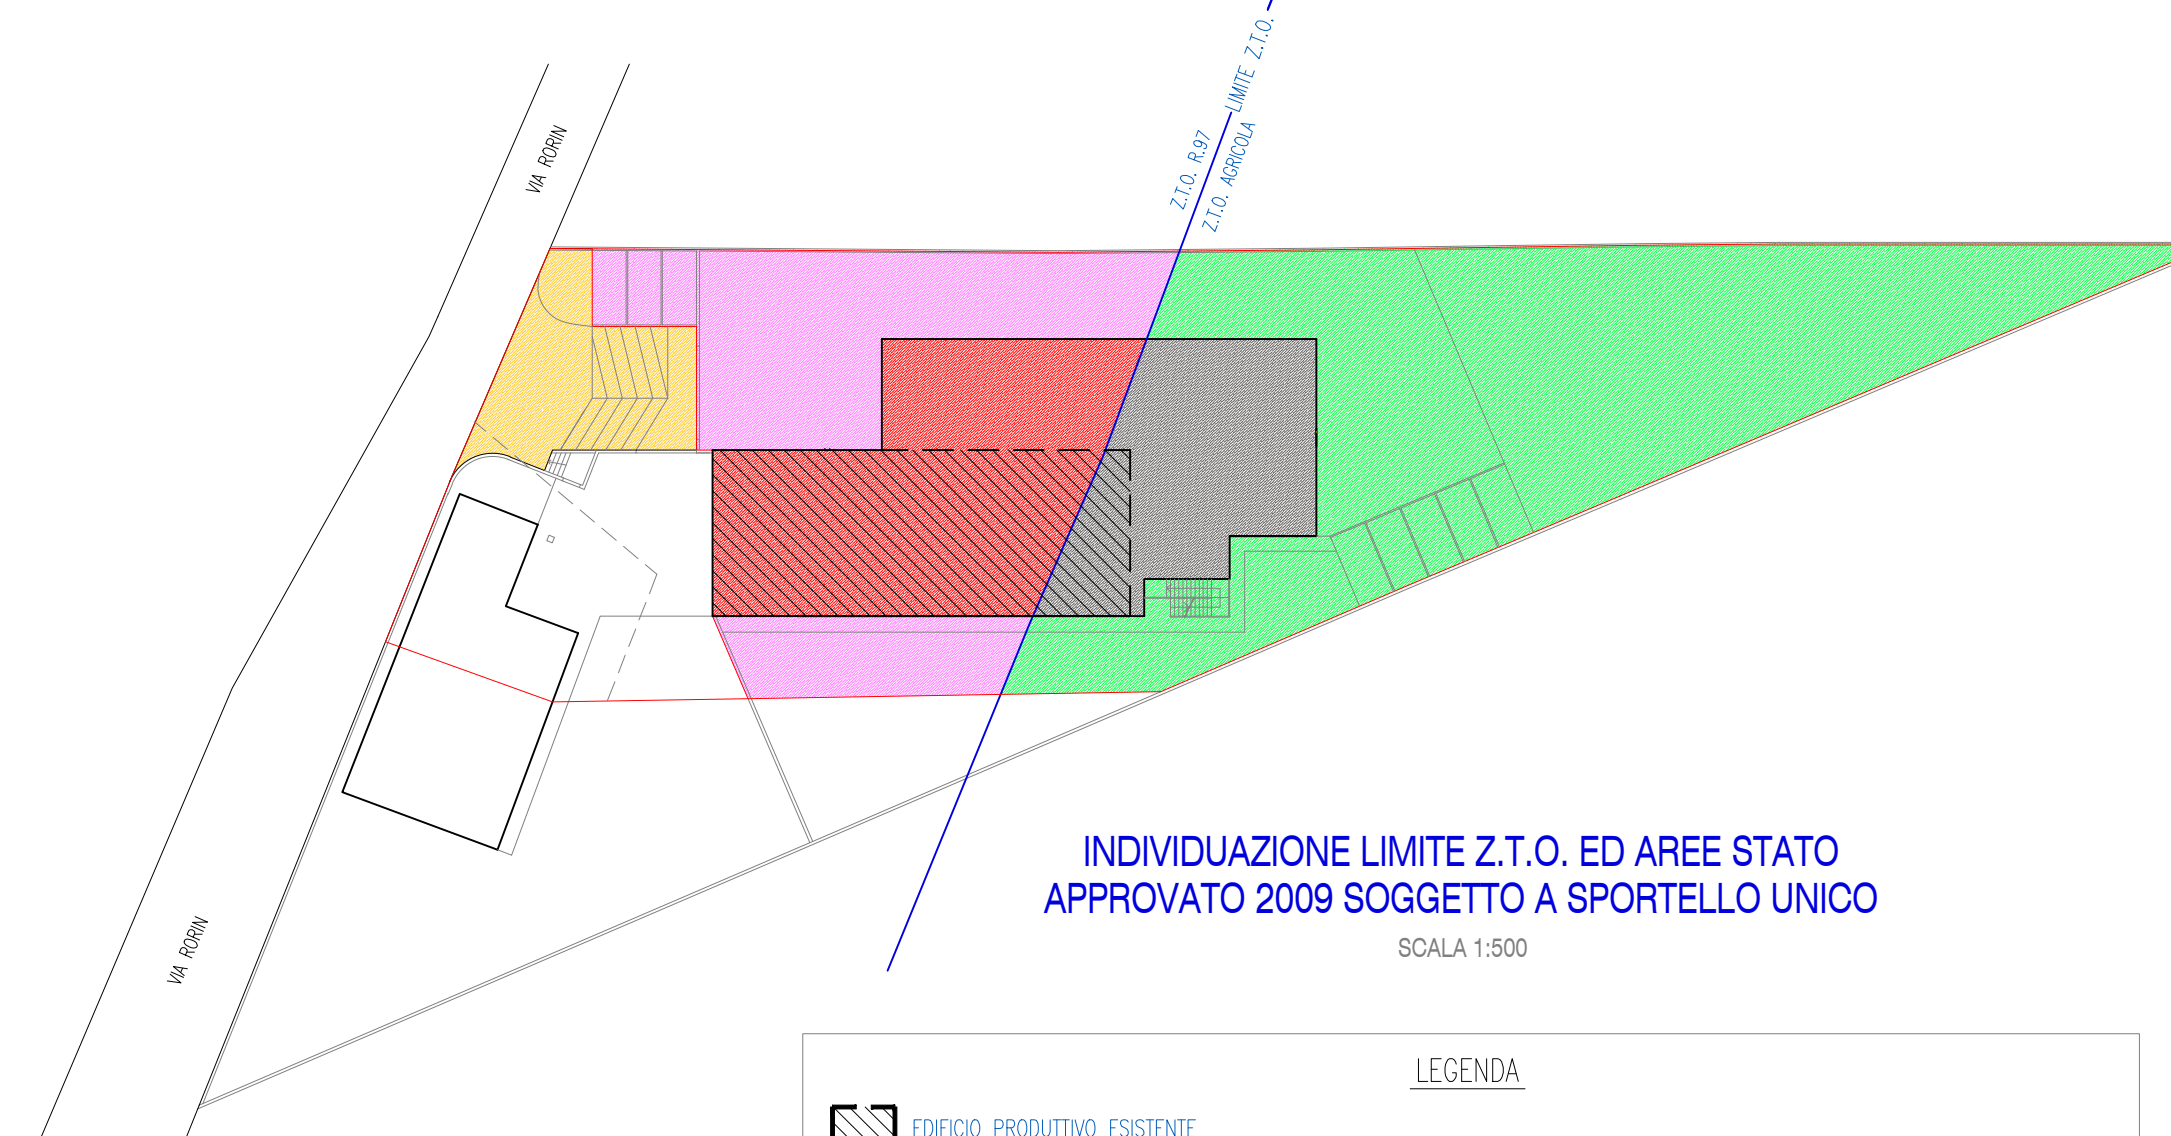 LIMITE Z.T.O.
Z.T.O. R.97
Z.T.O. AGRICOLA
VIA RORIN
VIA RORIN
INDIVIDUAZIONE LIMITE Z.T.O. ED AREE STATO
APPROVATO 2009 SOGGETTO A SPORTELLO UNICO
SCALA 1:500
LEGENDA
EDIFICIO PRODUTTIVO ESISTENTE